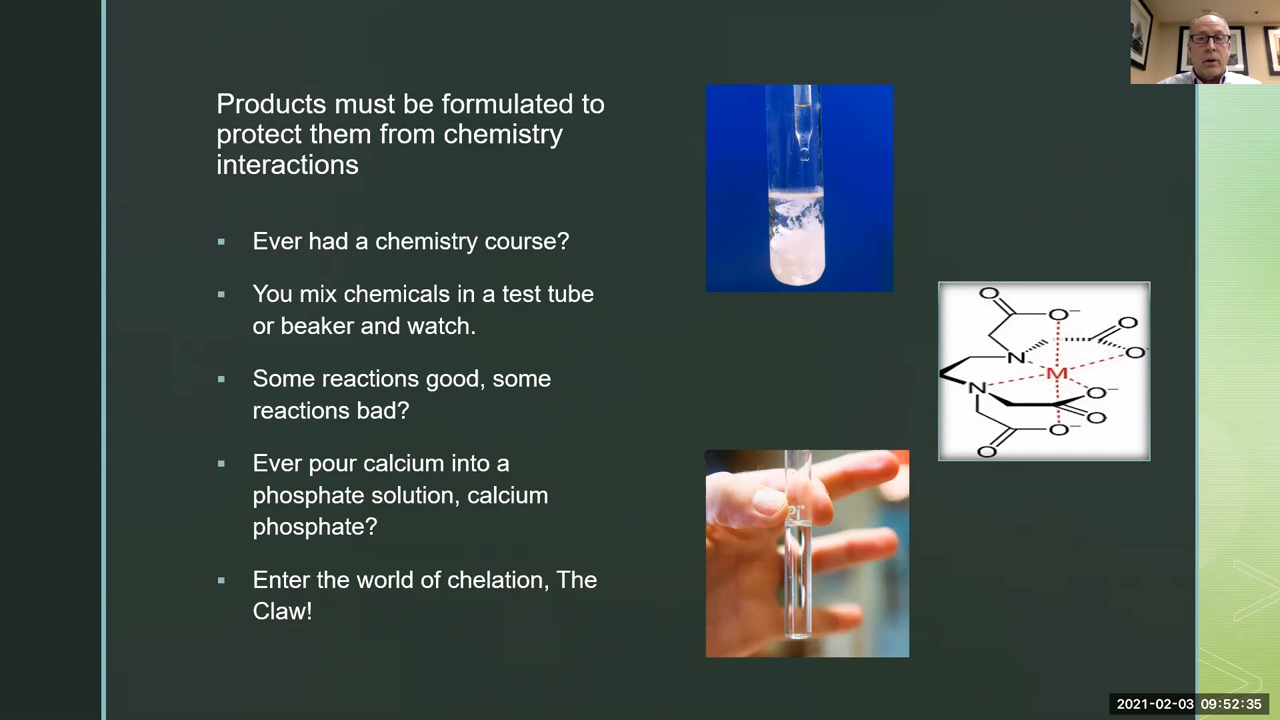 Products must be formulated to
protect them from chemistry
interactions
▪ Ever had a chemistry course?
▪ You mix chemicals in a test tube
or beaker and watch.
▪ Some reactions good, some
reactions bad?
▪ Ever pour calcium into a
phosphate solution, calcium
phosphate?
▪ Enter the world of chelation, The
Claw!
O
O⁻
O
N
O⁻
M
N
O⁻
O
O⁻
O
2021-02-03 09:52:35